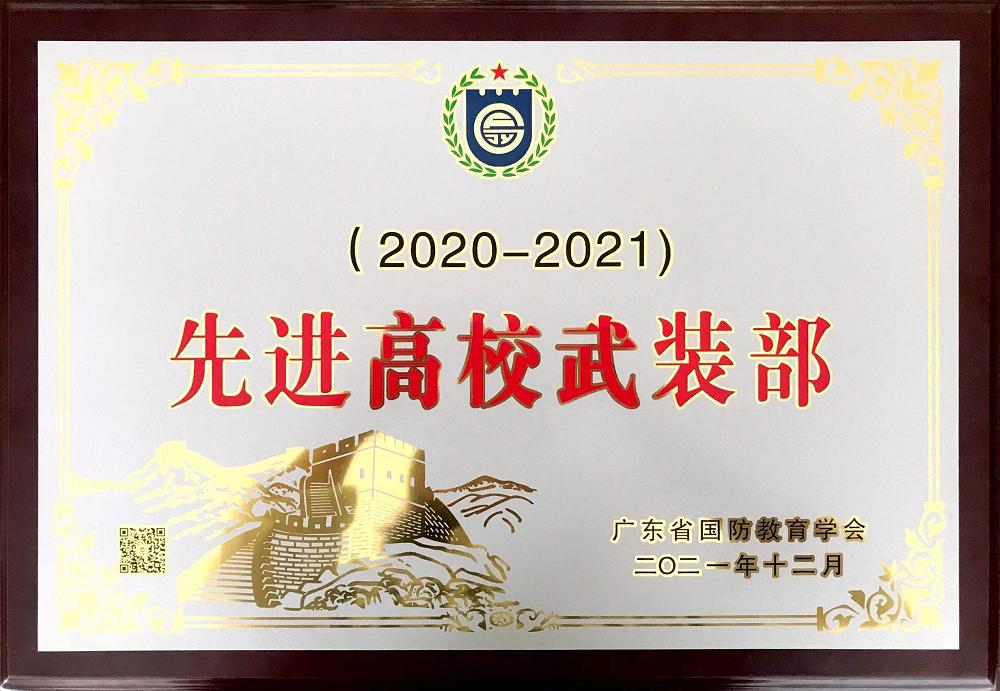 （2020-2021）
先进高校武装部
广东省国防教育学会
二〇二一年十二月